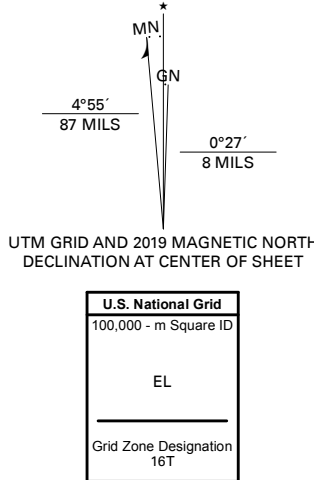 MN
GN
4°55´
87 MILS
0°27´
8 MILS
UTM GRID AND 2019 MAGNETIC NORTH
DECLINATION AT CENTER OF SHEET
U.S. National Grid
100,000 - m Square ID
EL
Grid Zone Designation
16T